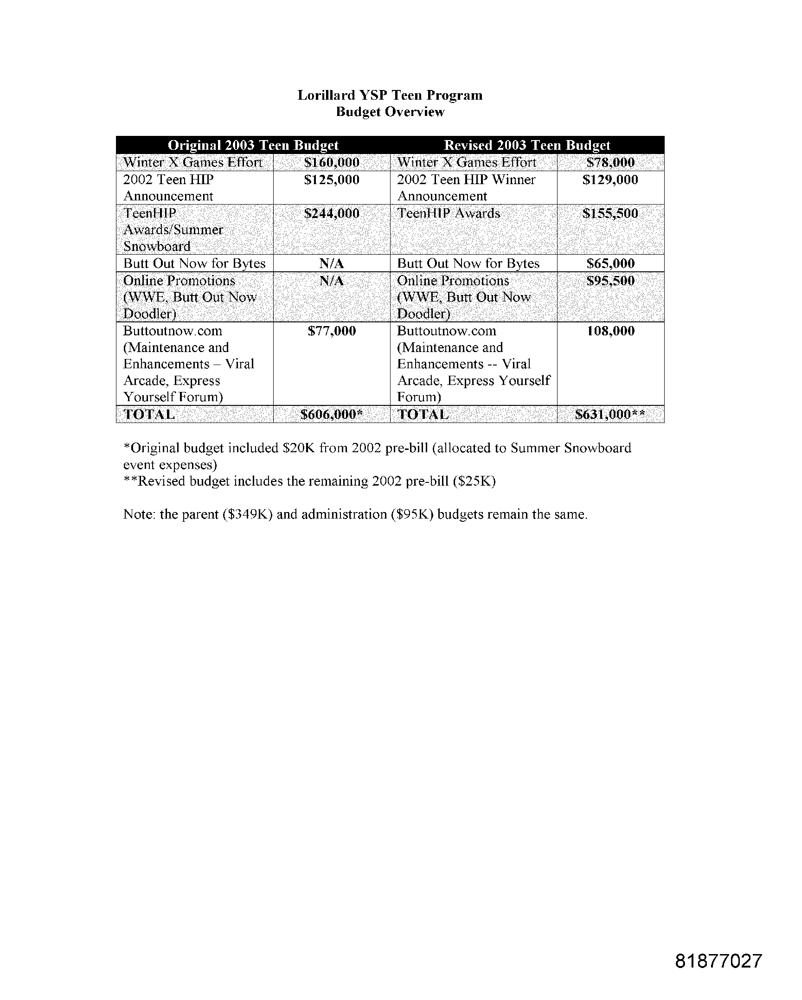 Lorillard YSP Teen Program
Budget Overview
Original 2003 Teen Budget Revised 2003 Teen Budget
Winter X Games Effort $160,000 Winter X Games Effort $78,000
2002 Teen HIP $125,000 2002 Teen HIP Winner $129,000
Announcement Announcement
TeenHIP $244,000 TeenHIP Awards $155,500
Awards/Summer
Snowboard
Butt Out Now for Bytes N/A Butt Out Now for Bytes $65,000
Online Promotions N/A Online Promotions $95,500
(WWE, Butt Out Now (WWE, Butt Out Now
Doodler) Doodler)
Buttoutnow.com $77,000 Buttoutnow.com 108,000
(Maintenance and (Maintenance and
Enhancements – Viral Enhancements -- Viral
Arcade, Express Arcade, Express Yourself
Yourself Forum) Forum)
TOTAL $606,000* TOTAL $631,000**
*Original budget included $20K from 2002 pre-bill (allocated to Summer Snowboard
event expenses)
**Revised budget includes the remaining 2002 pre-bill ($25K)
Note: the parent ($349K) and administration ($95K) budgets remain the same.
81877027